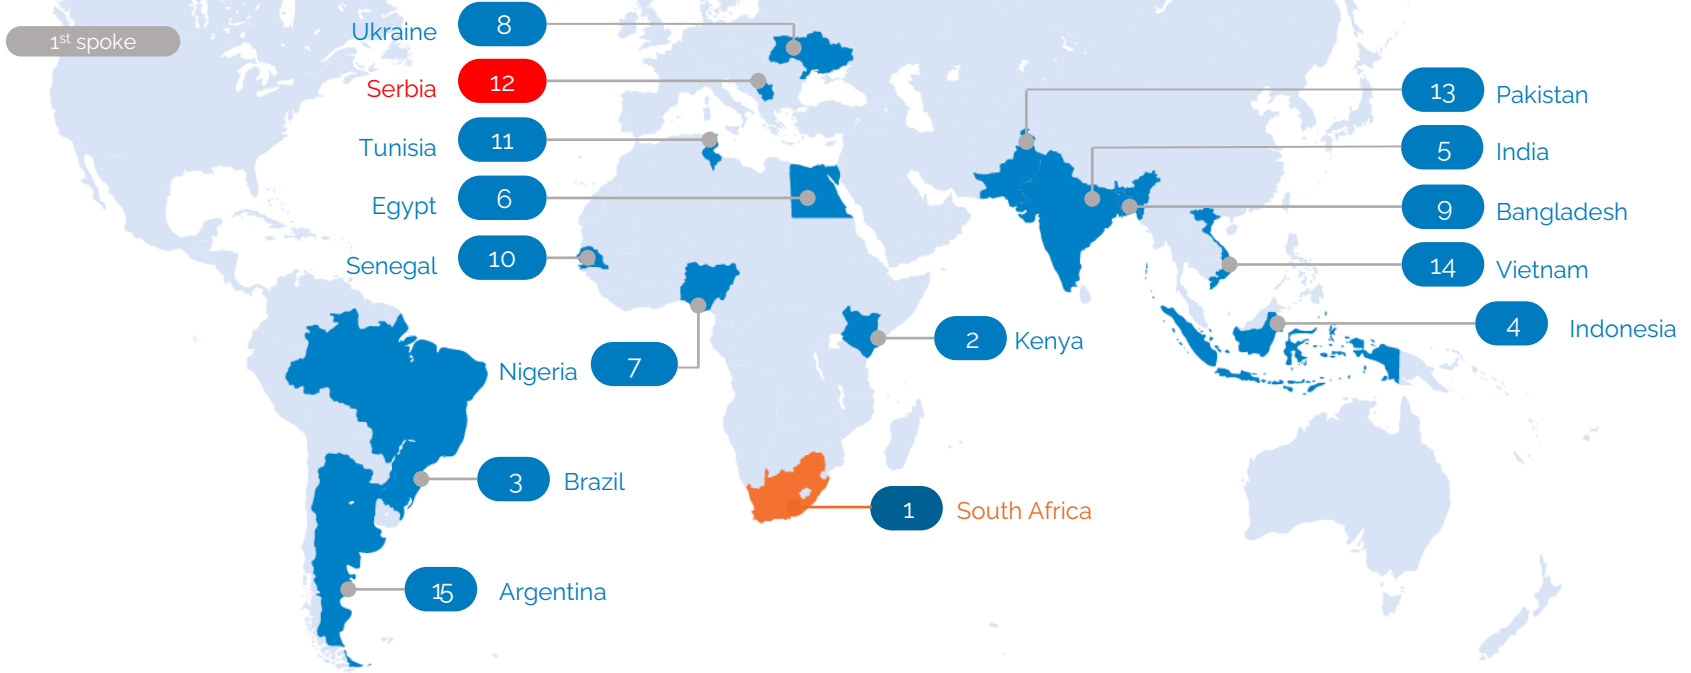 1st spoke
Ukraine 8
Serbia 12
Tunisia 11
Egypt 6
Senegal 10
Nigeria 7
2 Kenya
3 Brazil
1 South Africa
15 Argentina
13 Pakistan
5 India
9 Bangladesh
14 Vietnam
4 Indonesia